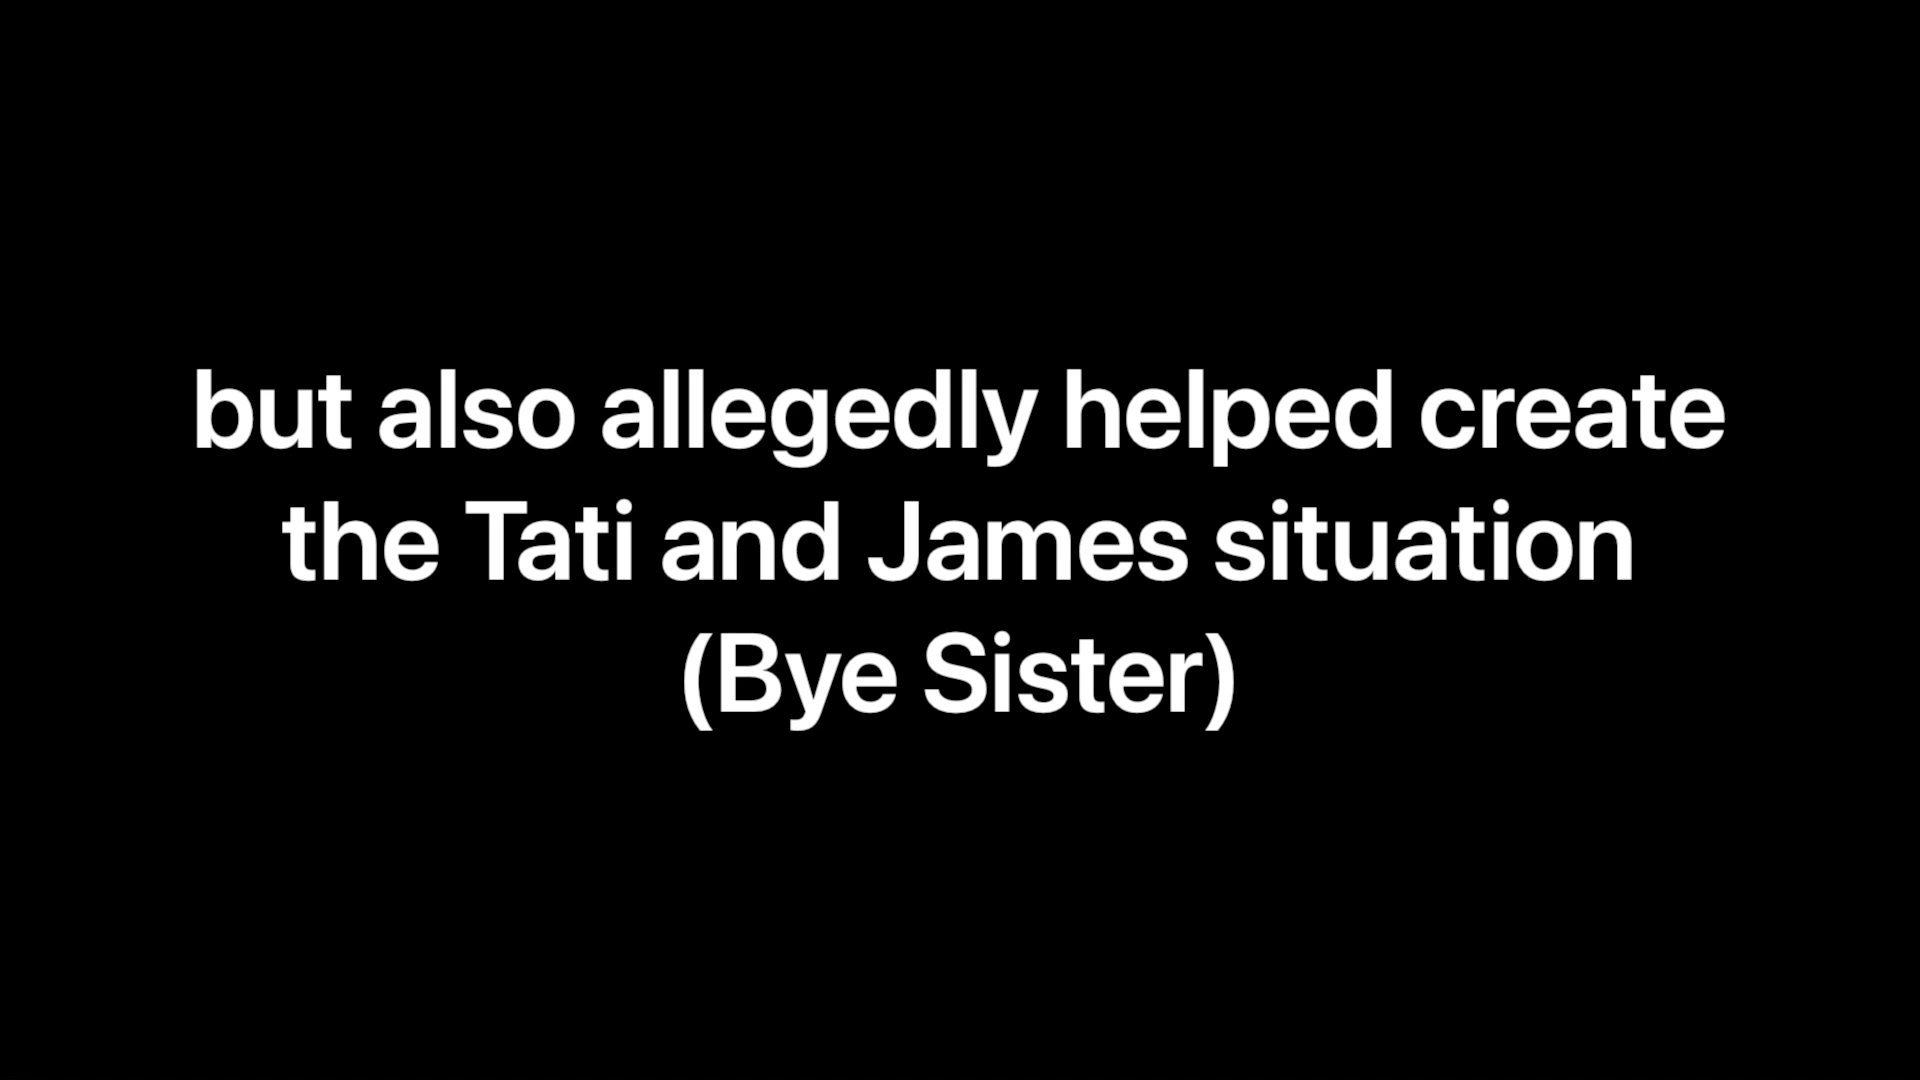 but also allegedly helped create
the Tati and James situation
(Bye Sister)